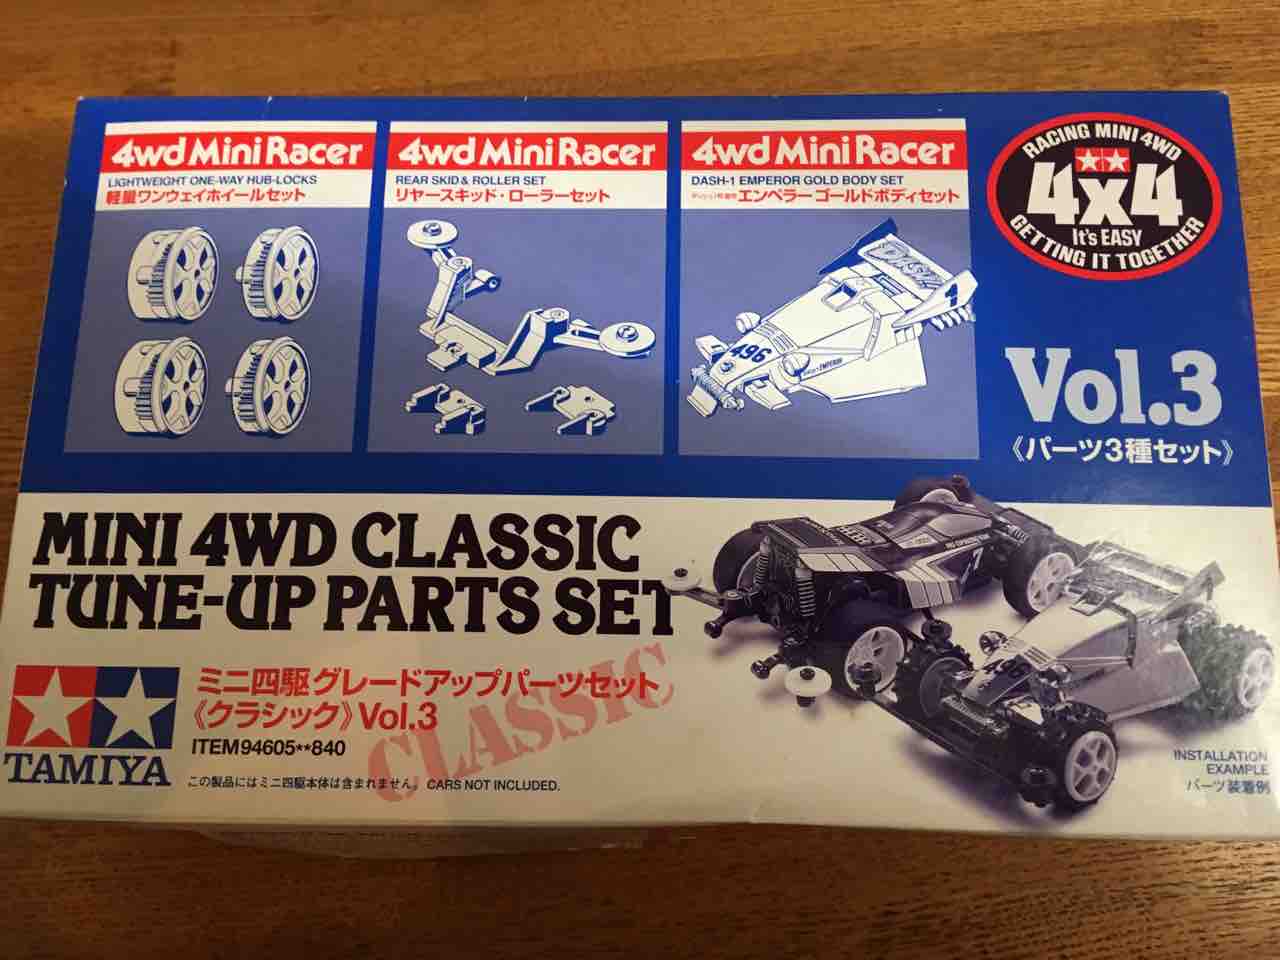 4wd Mini Racer
LIGHTWEIGHT ONE-WAY HUB-LOCKS
軽量ワンウェイホイールセット
4wd Mini Racer
REAR SKID & ROLLER SET
リヤースキッド・ローラーセット
4wd Mini Racer
DASH-1 EMPEROR GOLD BODY SET
エンペラーゴールドボディセット
496
RACING MINI 4WD
4x4
It's EASY
GETTING IT TOGETHER
Vol.3
《パーツ3種セット》
MINI 4WD CLASSIC
TUNE-UP PARTS SET
TAMIYA
ミニ四駆グレードアップパーツセット
《クラシック》Vol.3
CLASSIC
ITEM 94605**840
この製品にはミニ四駆本体は含まれません。 CARS NOT INCLUDED.
496
INSTALLATION
EXAMPLE
パーツ装着例